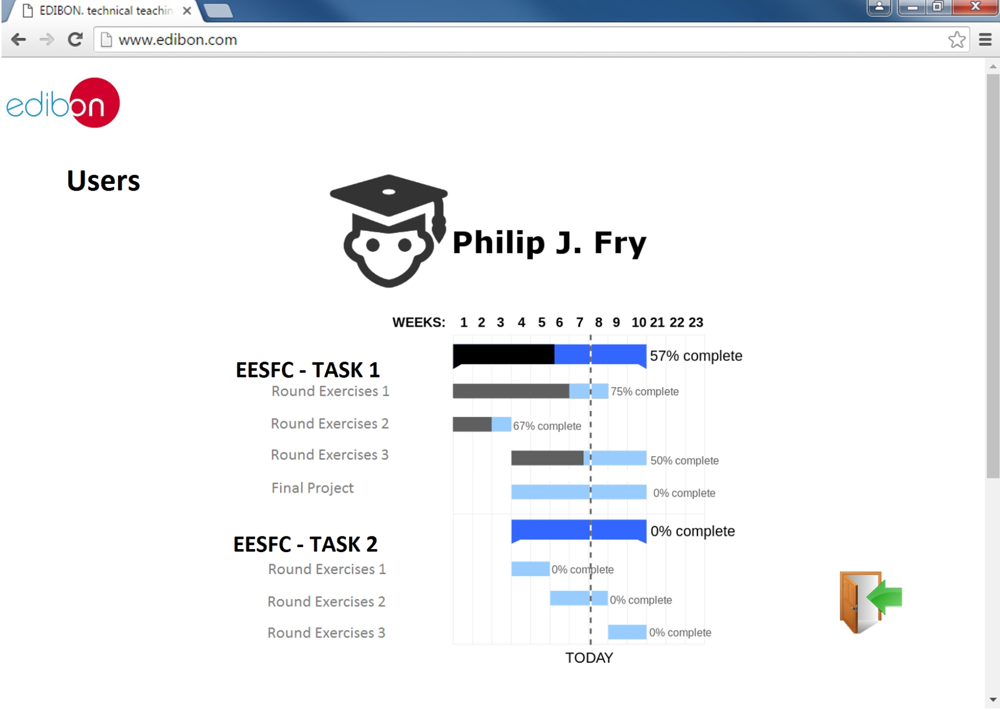 EDIBON. technical teachin
www.edibon.com
edibon
Users
Philip J. Fry
WEEKS: 1 2 3 4 5 6 7 8 9 10 21 22 23
57% complete
EESFC - TASK 1
Round Exercises 1 75% complete
Round Exercises 2 67% complete
Round Exercises 3 50% complete
Final Project 0% complete
0% complete
EESFC - TASK 2
Round Exercises 1 0% complete
Round Exercises 2 0% complete
Round Exercises 3 0% complete
TODAY